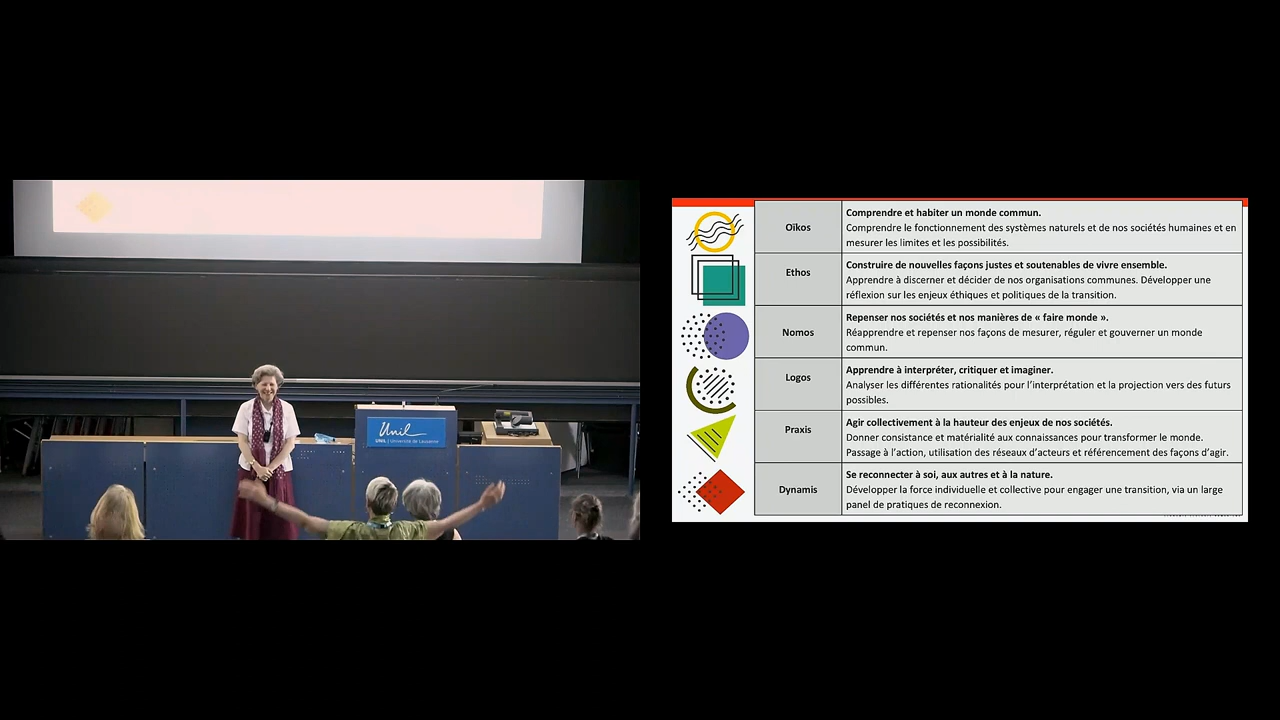 Unil
UNIL | Université de Lausanne
Oïkos
Comprendre et habiter un monde commun.
Comprendre le fonctionnement des systèmes naturels et de nos sociétés humaines et en
mesurer les limites et les possibilités.
Ethos
Construire de nouvelles façons justes et soutenables de vivre ensemble.
Apprendre à discerner et décider de nos organisations communes. Développer une
réflexion sur les enjeux éthiques et politiques de la transition.
Nomos
Repenser nos sociétés et nos manières de « faire monde ».
Réapprendre et repenser nos façons de mesurer, réguler et gouverner un monde
commun.
Logos
Apprendre à interpréter, critiquer et imaginer.
Analyser les différentes rationalités pour l'interprétation et la projection vers des futurs
possibles.
Praxis
Agir collectivement à la hauteur des enjeux de nos sociétés.
Donner consistance et matérialité aux connaissances pour transformer le monde.
Passage à l'action, utilisation des réseaux d'acteurs et référencement des façons d'agir.
Dynamis
Se reconnecter à soi, aux autres et à la nature.
Développer la force individuelle et collective pour engager une transition, via un large
panel de pratiques de reconnexion.